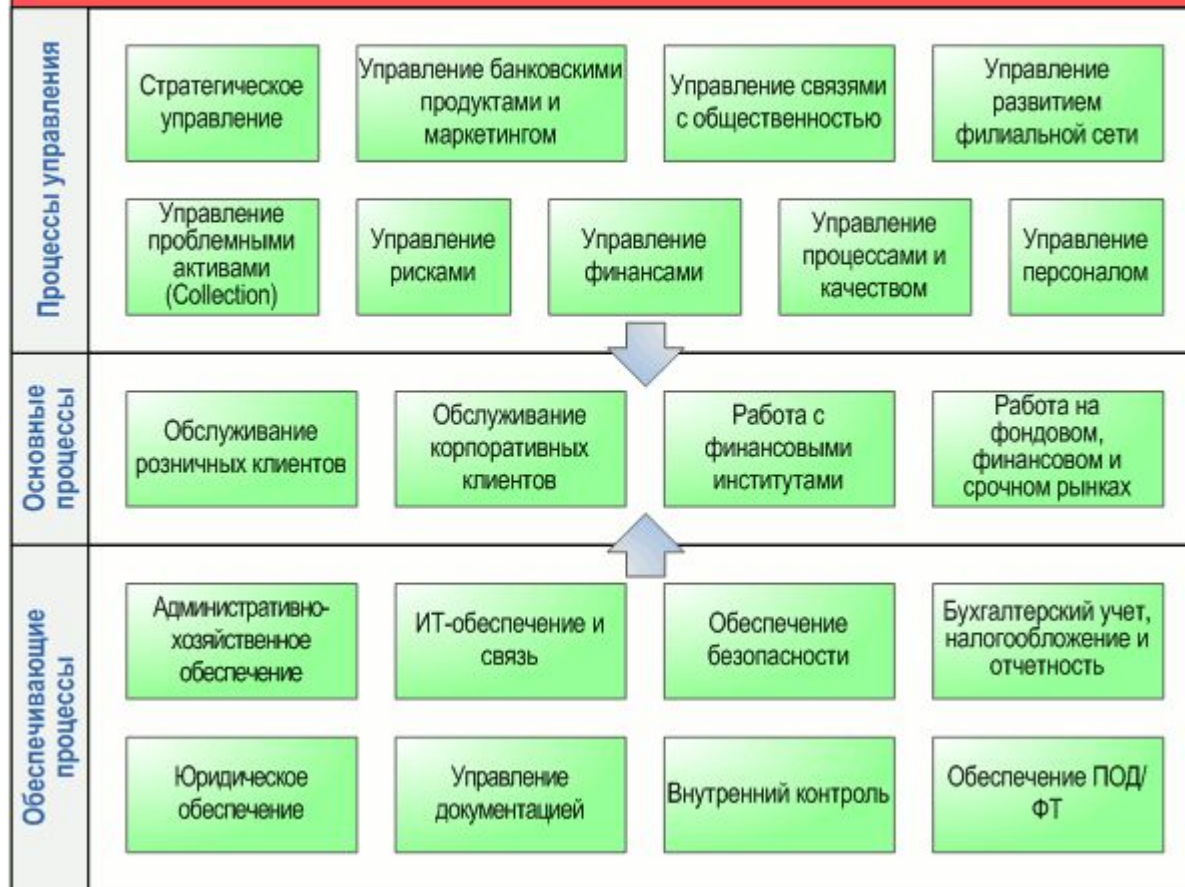 Процессы управления
Стратегическое
управление
Управление банковскими
продуктами и
маркетингом
Управление связями
с общественностью
Управление
развитием
филиальной сети
Управление
проблемными
активами
(Collection)
Управление
рисками
Управление
финансами
Управление
процессами и
качеством
Управление
персоналом
Основные
процессы
Обслуживание
розничных клиентов
Обслуживание
корпоративных
клиентов
Работа с
финансовыми
институтами
Работа на
фондовом,
финансовом и
срочном рынках
Обеспечивающие
процессы
Административно-
хозяйственное
обеспечение
ИТ-обеспечение и
связь
Обеспечение
безопасности
Бухгалтерский учет,
налогообложение и
отчетность
Юридическое
обеспечение
Управление
документацией
Внутренний контроль
Обеспечение ПОД/
ФТ